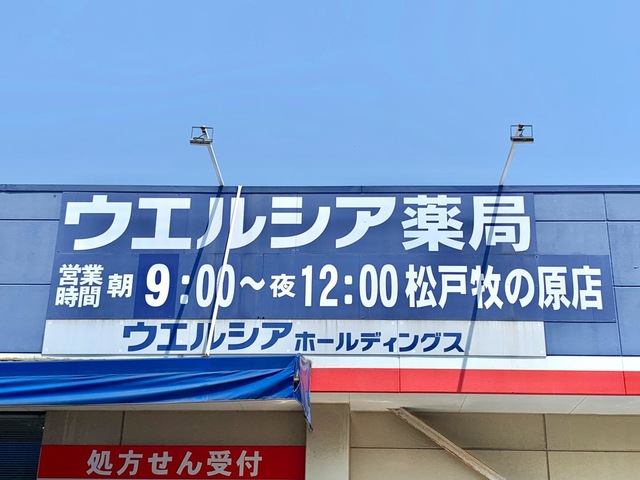 ウエルシア薬局
営業時間 朝9:00〜夜12:00 松戸牧の原店
ウエルシアホールディングス
処方せん受付